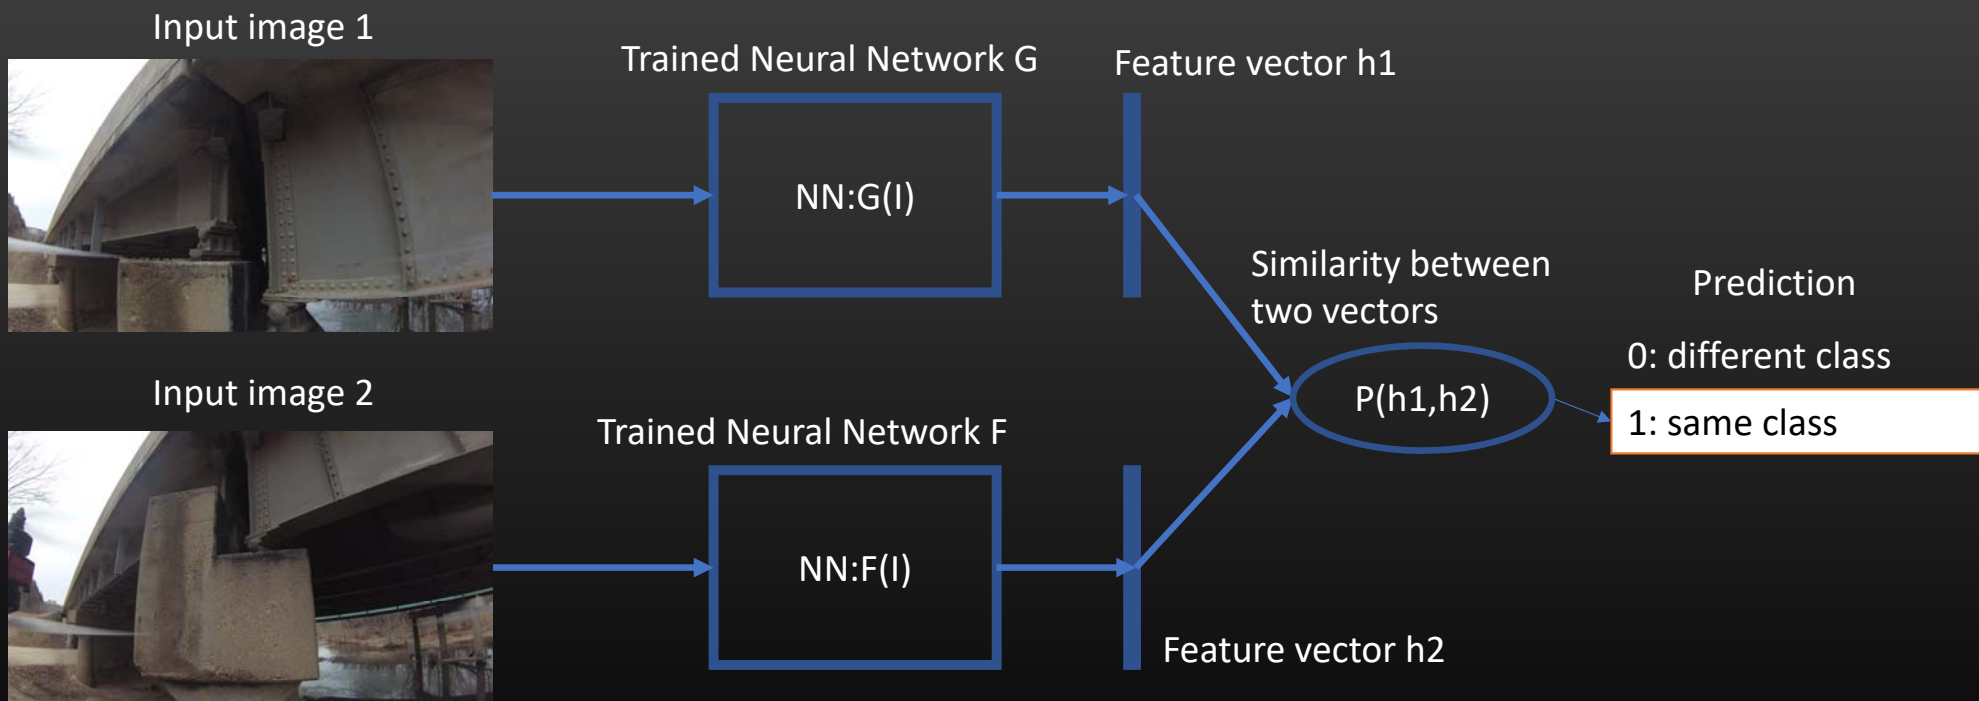 Input image 1
Trained Neural Network G
Feature vector h1
NN:G(I)
Similarity between
two vectors
Prediction
0: different class
1: same class
P(h1,h2)
Input image 2
Trained Neural Network F
NN:F(I)
Feature vector h2